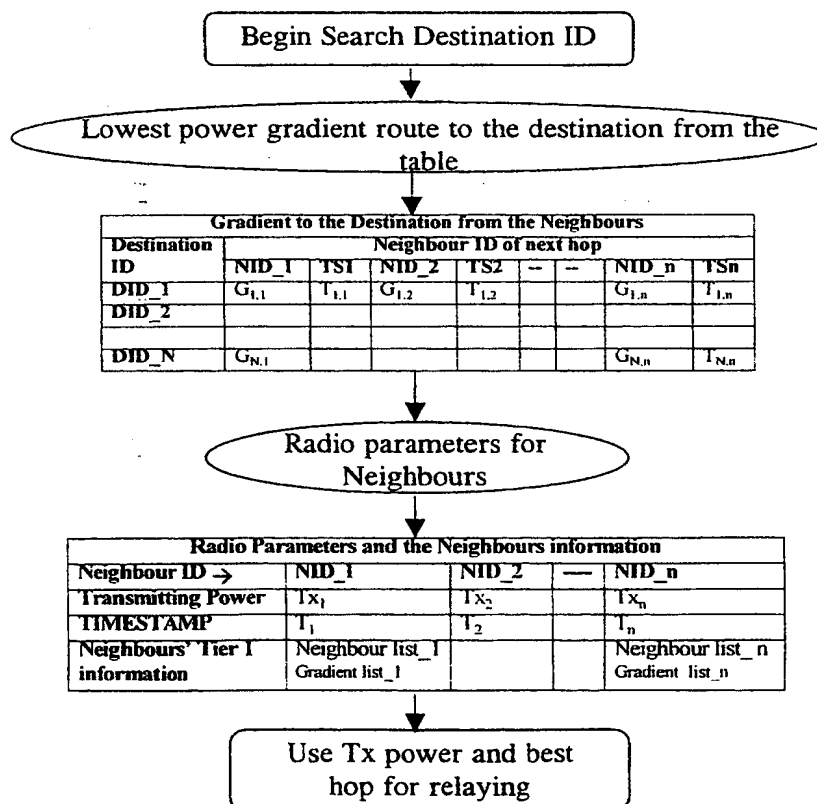 Begin Search Destination ID
Lowest power gradient route to the destination from the
table
Gradient to the Destination from the Neighbours
Destination ID Neighbour ID of next hop
NID_1 TS1 NID_2 TS2 -- -- NID_n TSn
DID_1 G1,1 T1,1 G1,2 T1,2 G1,n T1,n
DID_2
DID_N GN,1 GN,n TN,n
Radio parameters for
Neighbours
Radio Parameters and the Neighbours information
Neighbour ID → NID_1 NID_2 — NID_n
Transmitting Power Tx1 Tx2 Txn
TIMESTAMP T1 T2 Tn
Neighbours' Tier 1 Neighbour list_1 Neighbour list_n
information Gradient list_1 Gradient list_n
Use Tx power and best
hop for relaying